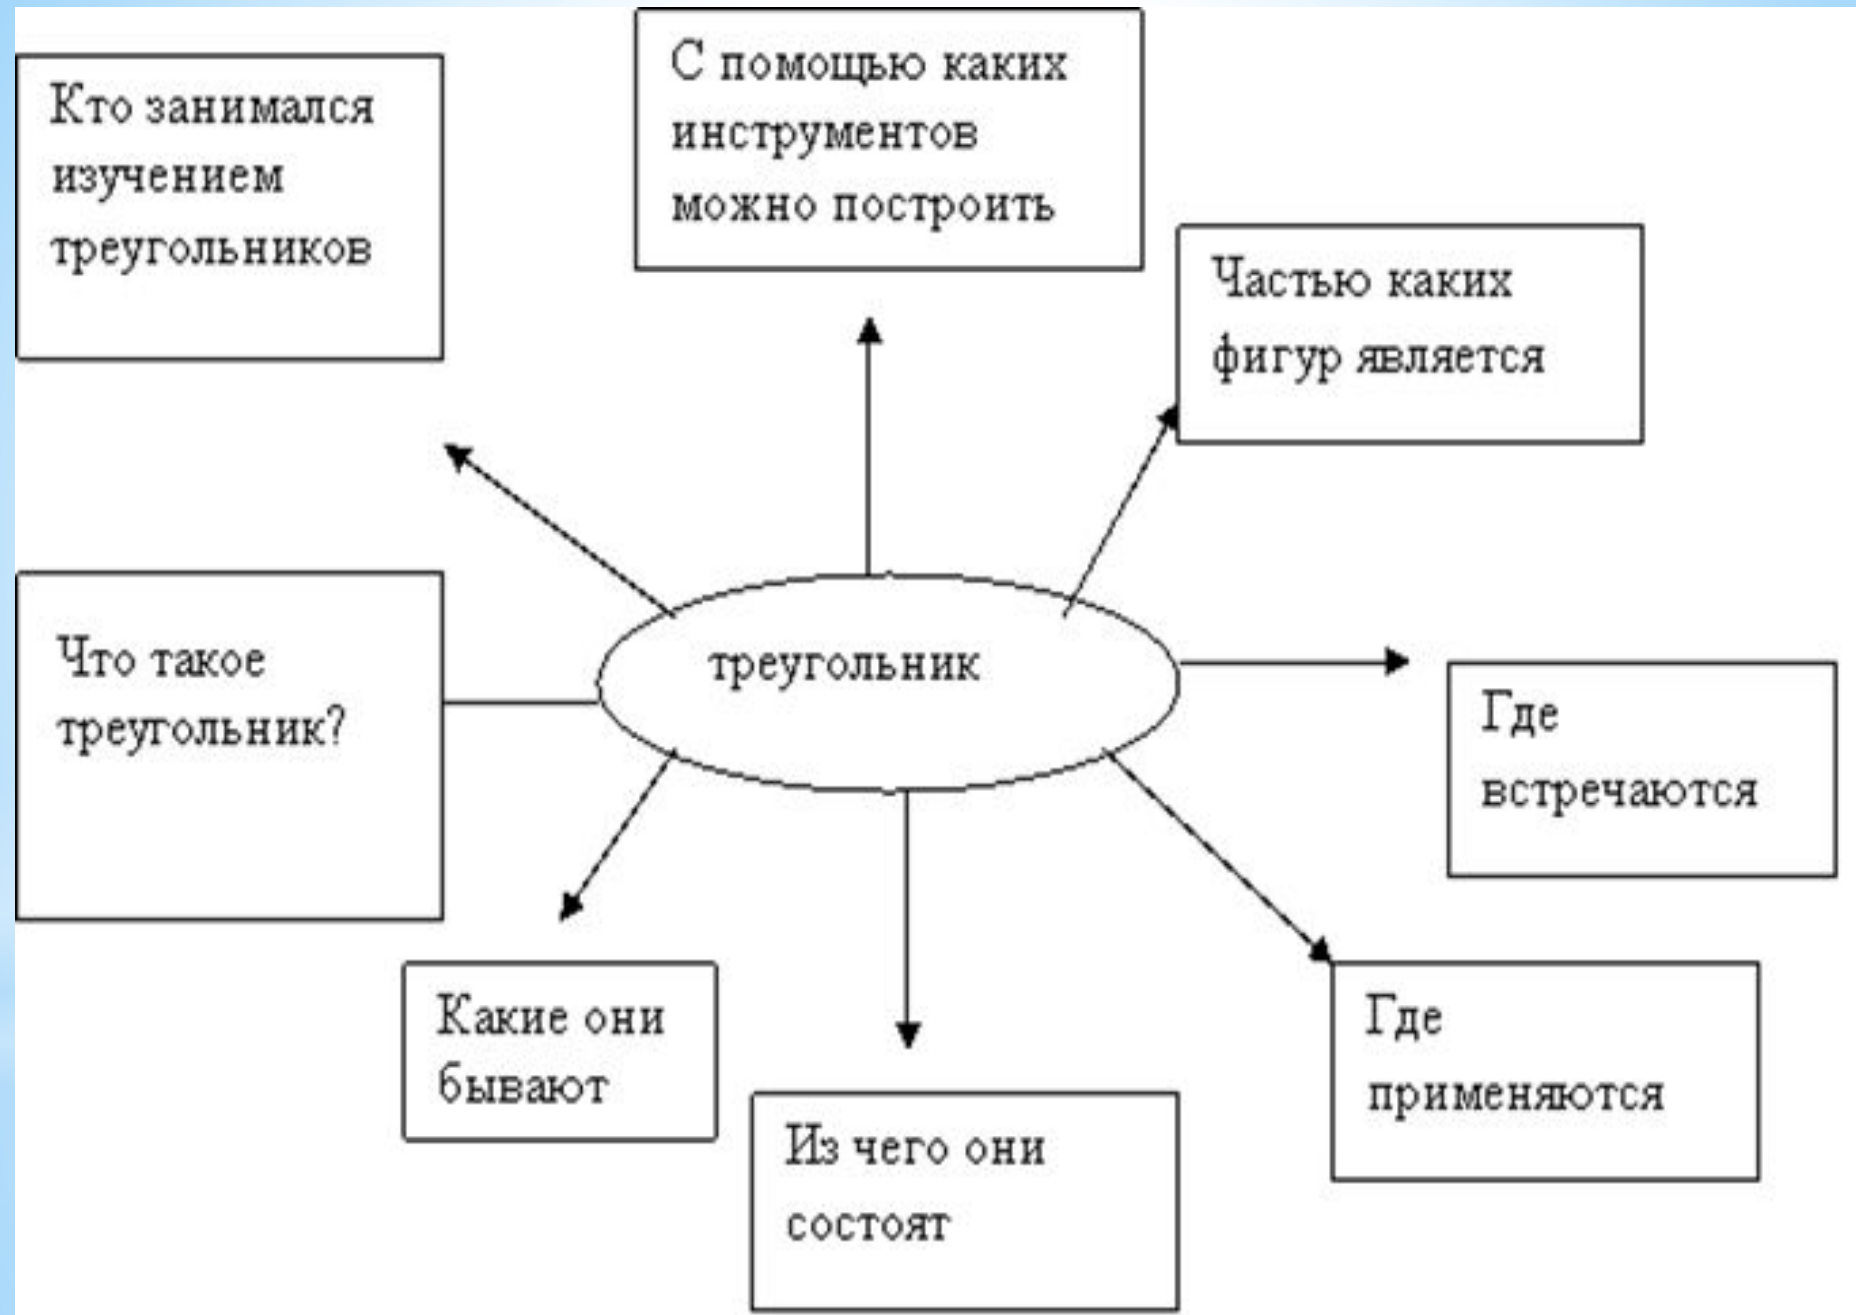 Кто занимался
изучением
треугольников
С помощью каких
инструментов
можно построить
Частью каких
фигур является
Что такое
треугольник?
треугольник
Где
встречаются
Какие они
бывают
Из чего они
состоят
Где
применяются